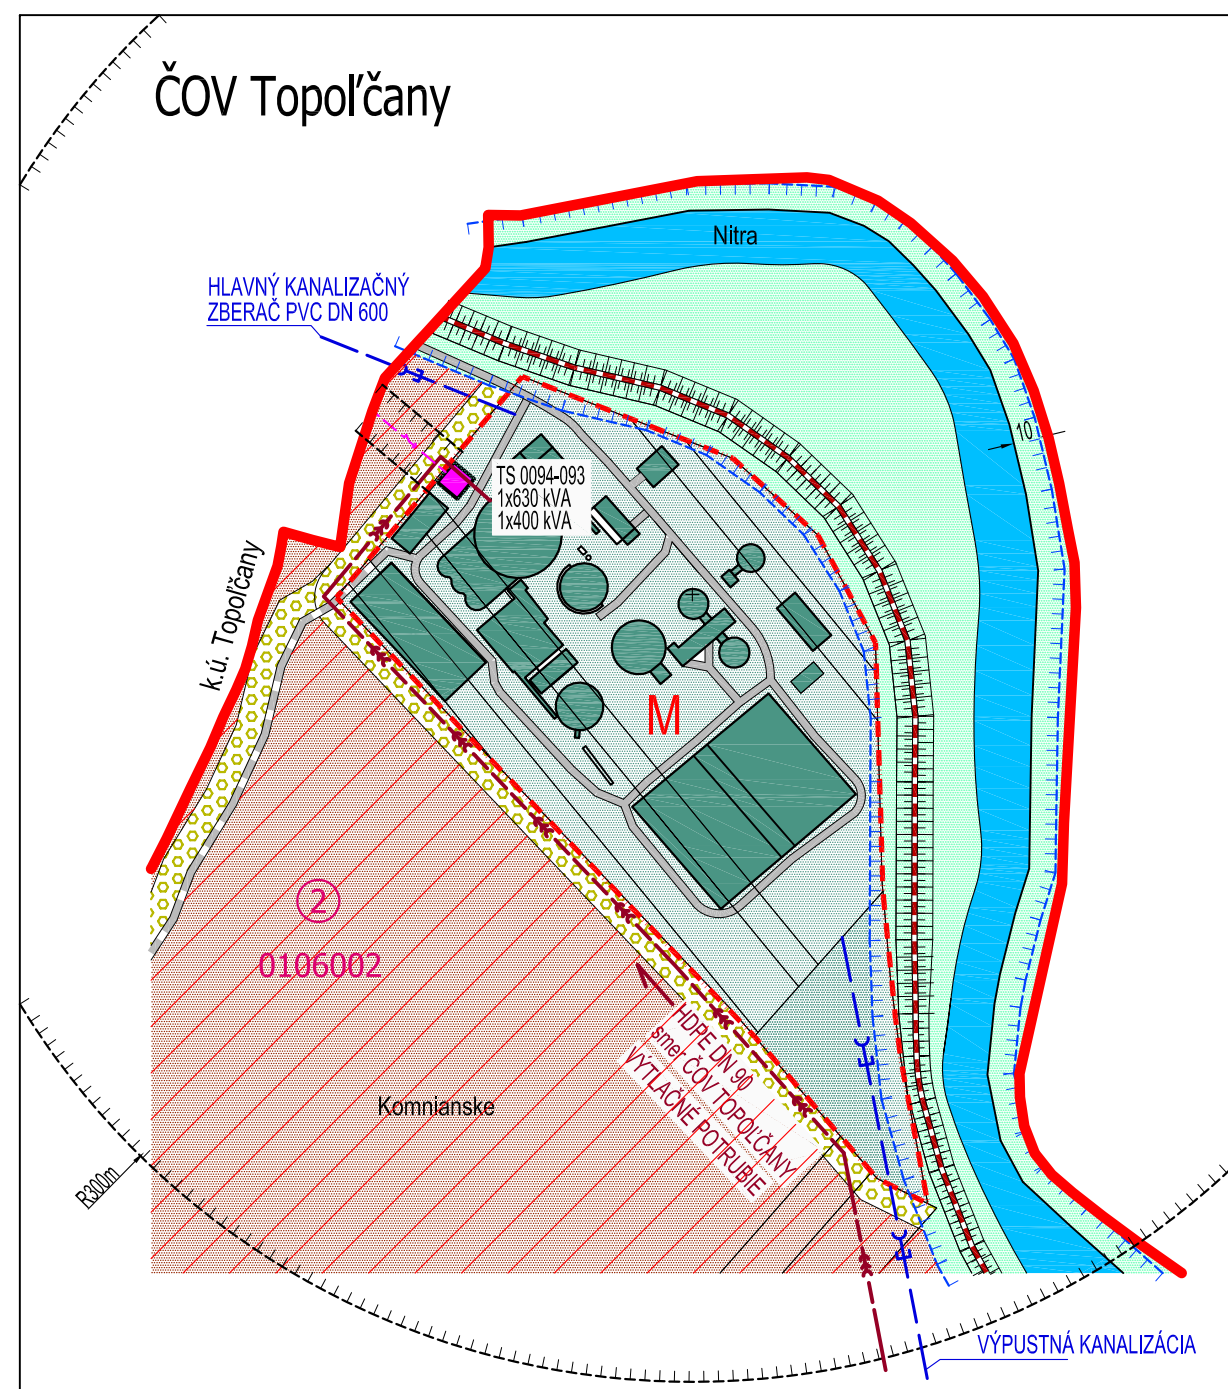 ČOV Topoľčany
Nitra
HLAVNÝ KANALIZAČNÝ
ZBERAČ PVC DN 600
10
TS 0094-093
1x630 kVA
1x400 kVA
k.ú. Topoľčany
M
2
0106002
HDPE DN 90
smer ČOV TOPOĽČANY
VÝTLAČNÉ POTRUBIE
Komnianske
R300m
VÝPUSTNÁ KANALIZÁCIA